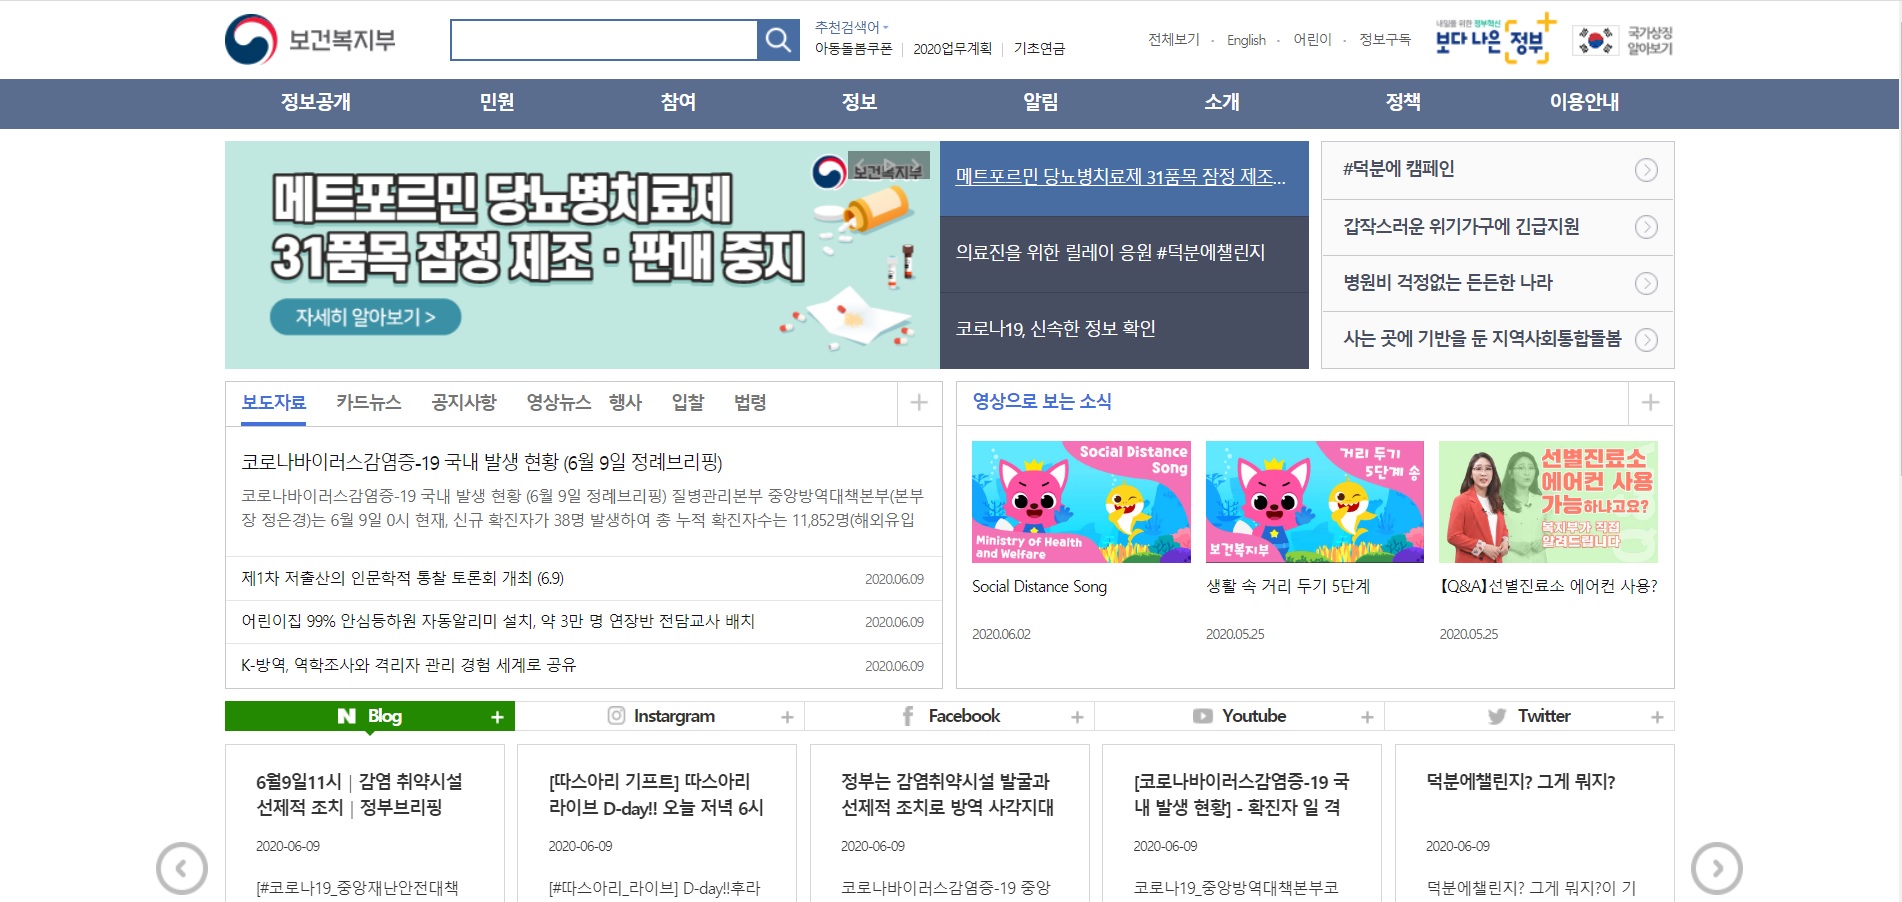 보건복지부
추천검색어
아동돌봄쿠폰 2020업무계획 기초연금
전체보기 · English · 어린이 · 정보구독
내일을 위한 정부혁신
보다 나은 정부
국가상징
알아보기
정보공개 민원 참여 정보 알림 소개 정책 이용안내
보건복지부
메트포르민 당뇨병치료제
31품목 잠정 제조·판매 중지
자세히 알아보기 >
메트포르민 당뇨병치료제 31품목 잠정 제조...
의료진을 위한 릴레이 응원 #덕분에챌린지
코로나19, 신속한 정보 확인
#덕분에 캠페인
갑작스러운 위기가구에 긴급지원
병원비 걱정없는 든든한 나라
사는 곳에 기반을 둔 지역사회통합돌봄
보도자료 카드뉴스 공지사항 영상뉴스 행사 입찰 법령
코로나바이러스감염증-19 국내 발생 현황 (6월 9일 정례브리핑)
코로나바이러스감염증-19 국내 발생 현황 (6월 9일 정례브리핑) 질병관리본부 중앙방역대책본부(본부
장 정은경)는 6월 9일 0시 현재, 신규 확진자가 38명 발생하여 총 누적 확진자수는 11,852명(해외유입
제1차 저출산의 인문학적 통찰 토론회 개최 (6.9) 2020.06.09
어린이집 99% 안심등하원 자동알리미 설치, 약 3만 명 연장반 전담교사 배치 2020.06.09
K-방역, 역학조사와 격리자 관리 경험 세계로 공유 2020.06.09
영상으로 보는 소식
Social Distance
Song
Ministry of Health
and Welfare
Social Distance Song
2020.06.02
거리 두기
5단계 송
보건복지부
생활 속 거리 두기 5단계
2020.05.25
선별진료소
에어컨 사용
가능하냐고요?
복지부가 직접
알려드립니다
【Q&A】선별진료소 에어컨 사용?
2020.05.25
N Blog +
Instargram +
Facebook +
Youtube +
Twitter +
6월9일11시 | 감염 취약시설
선제적 조치 | 정부브리핑
2020-06-09
[#코로나19_중앙재난안전대책
[따스아리 기프트] 따스아리
라이브 D-day!! 오늘 저녁 6시
2020-06-09
[#따스아리_라이브] D-day!!후라
정부는 감염취약시설 발굴과
선제적 조치로 방역 사각지대
2020-06-09
코로나바이러스감염증-19 중앙
[코로나바이러스감염증-19 국
내 발생 현황] - 확진자 일 격
2020-06-09
코로나19_중앙방역대책본부코
덕분에챌린지? 그게 뭐지?
2020-06-09
덕분에챌린지? 그게 뭐지?이 기